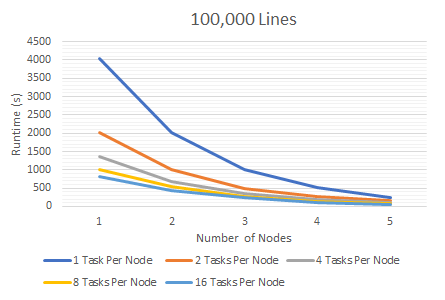 100,000 Lines
Runtime (s)
4500
4000
3500
3000
2500
2000
1500
1000
500
0
1 2 3 4 5
Number of Nodes
1 Task Per Node 2 Tasks Per Node 4 Tasks Per Node
8 Tasks Per Node 16 Tasks Per Node